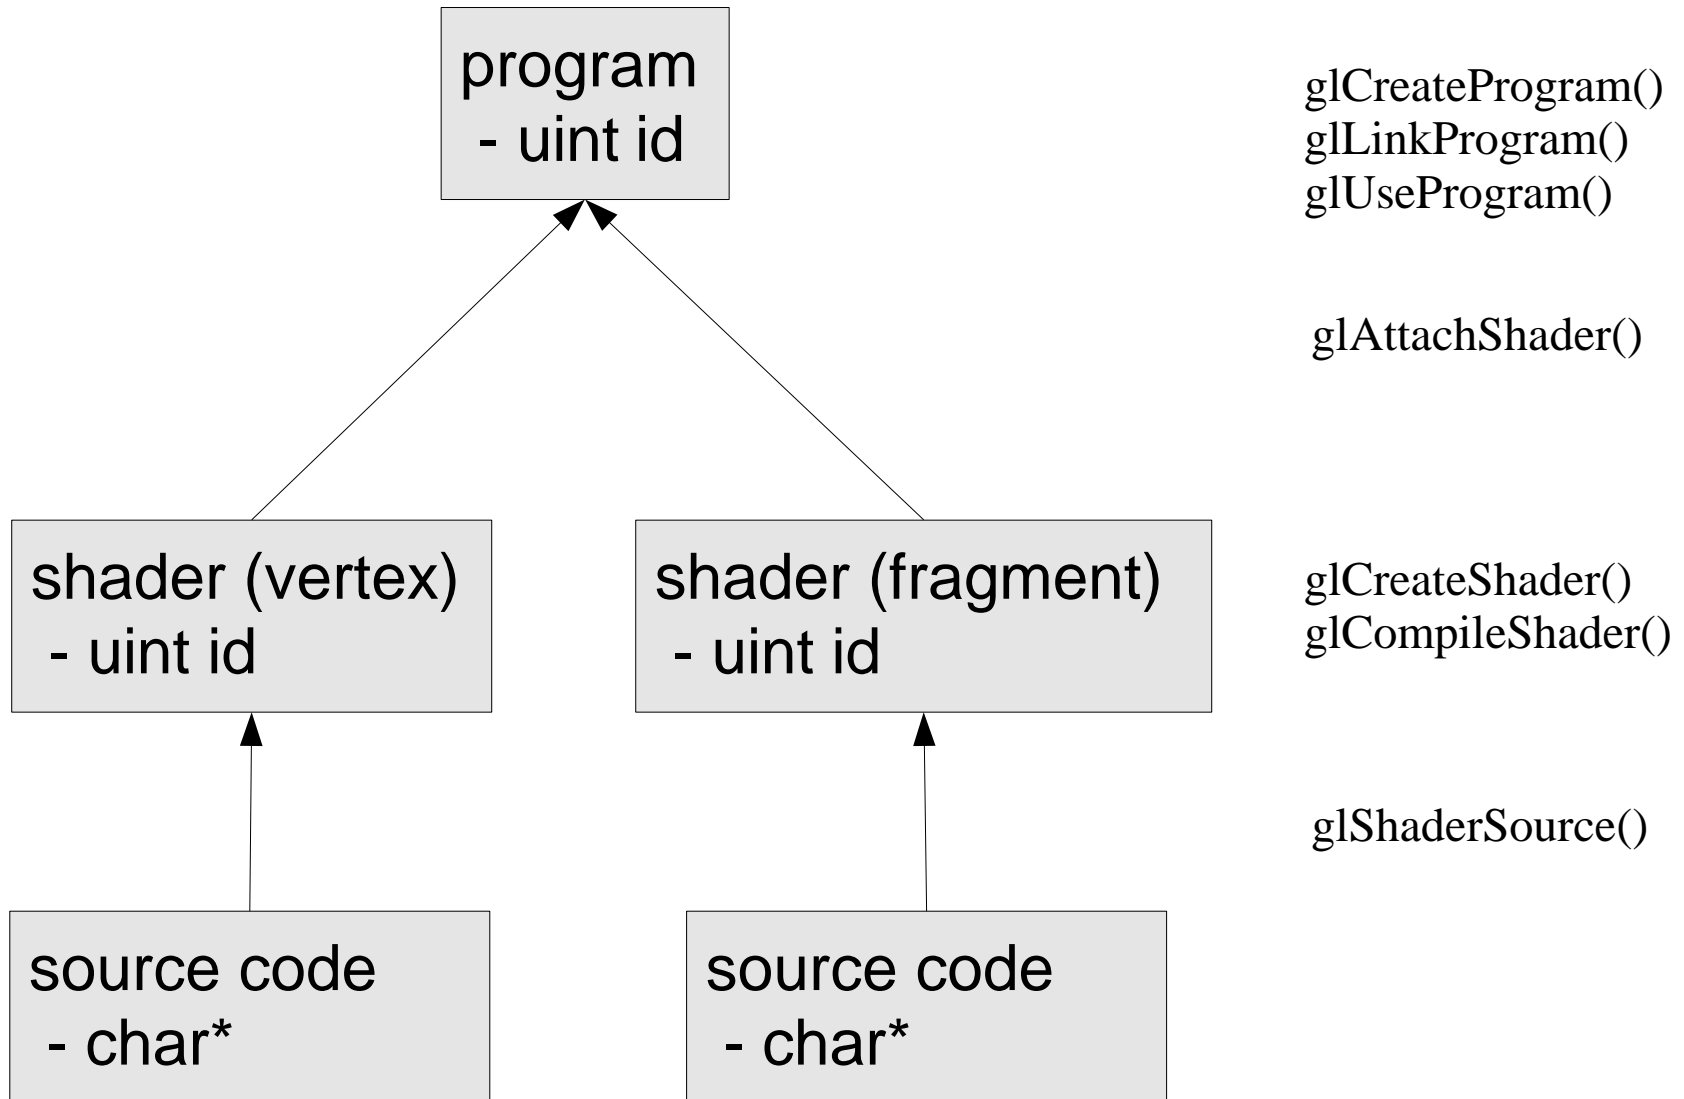 program
- uint id
glCreateProgram()
glLinkProgram()
glUseProgram()
glAttachShader()
shader (vertex)
- uint id
shader (fragment)
- uint id
glCreateShader()
glCompileShader()
glShaderSource()
source code
- char*
source code
- char*